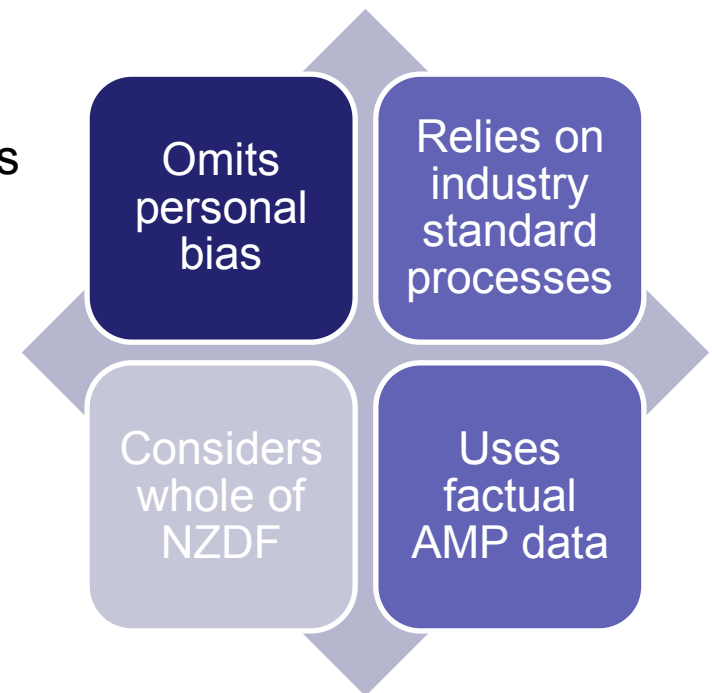 s
Omits
personal
bias
Relies on
industry
standard
processes
Considers
whole of
NZDF
Uses
factual
AMP data